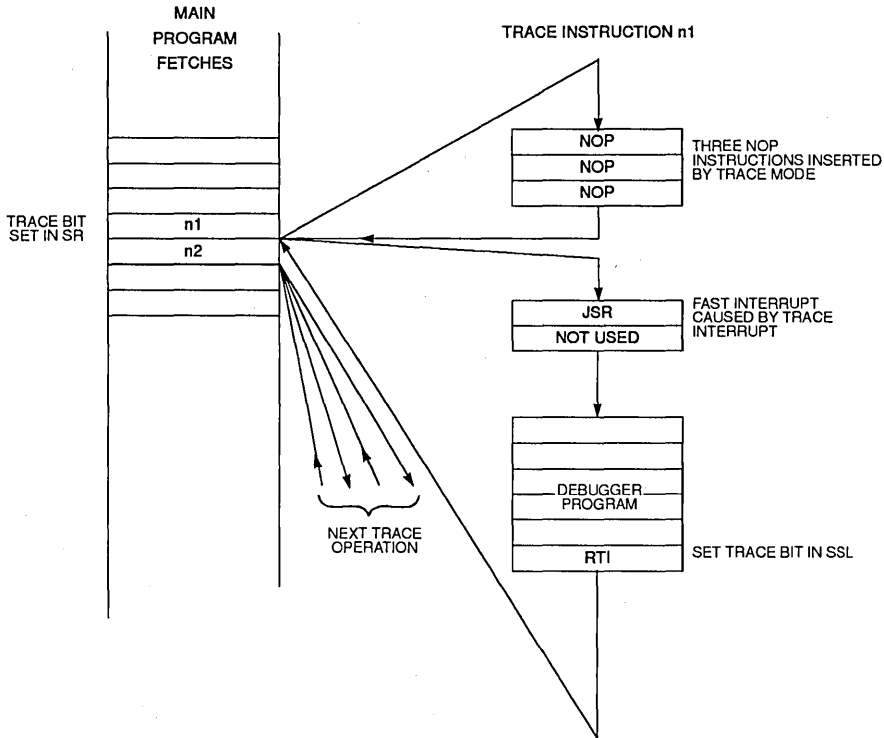 MAIN
PROGRAM
FETCHES
TRACE INSTRUCTION n1
NOP
NOP
NOP
THREE NOP
INSTRUCTIONS INSERTED
BY TRACE MODE
TRACE BIT
SET IN SR
n1
n2
JSR
NOT USED
FAST INTERRUPT
CAUSED BY TRACE
INTERRUPT
DEBUGGER
PROGRAM
RTI
SET TRACE BIT IN SSL
NEXT TRACE
OPERATION